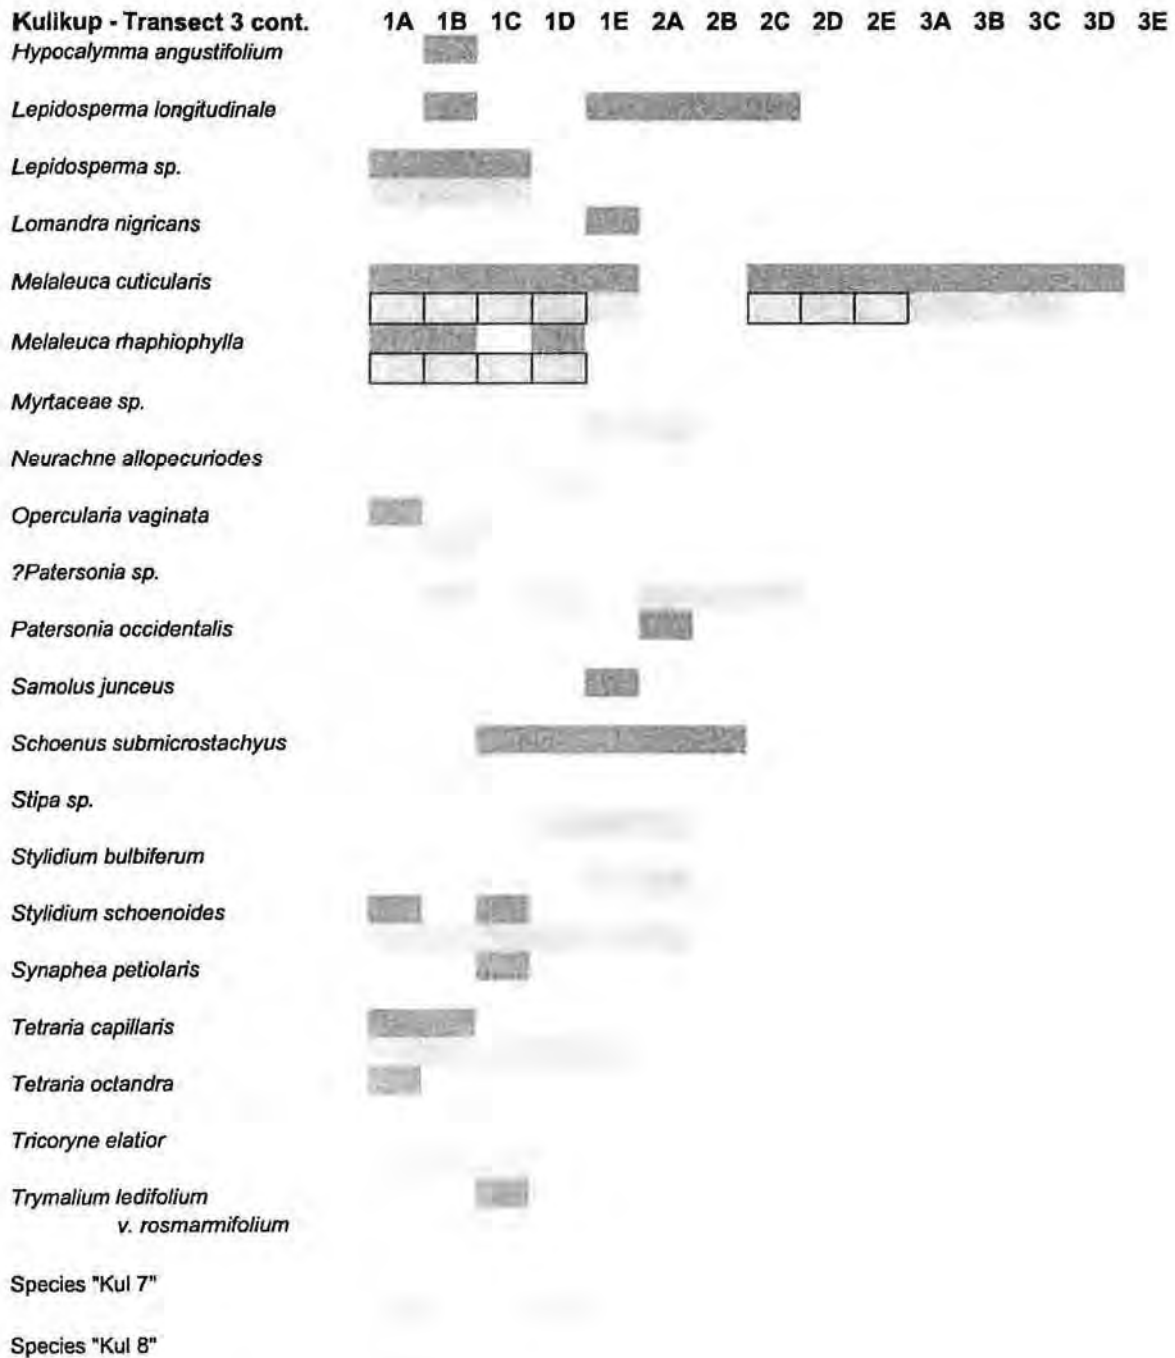 Kulikup - Transect 3 cont. 1A 1B 1C 1D 1E 2A 2B 2C 2D 2E 3A 3B 3C 3D 3E
Hypocalymma angustifolium
Lepidosperma longitudinale
Lepidosperma sp.
Lomandra nigricans
Melaleuca cuticularis
Melaleuca rhaphiophylla
Myrtaceae sp.
Neurachne allopecuriodes
Opercularia vaginata
?Patersonia sp.
Patersonia occidentalis
Samolus junceus
Schoenus submicrostachyus
Stipa sp.
Stylidium bulbiferum
Stylidium schoenoides
Synaphea petiolaris
Tetraria capillaris
Tetraria octandra
Tricoryne elatior
Trymalium ledifolium
v. rosmarmifolium
Species "Kul 7"
Species "Kul 8"